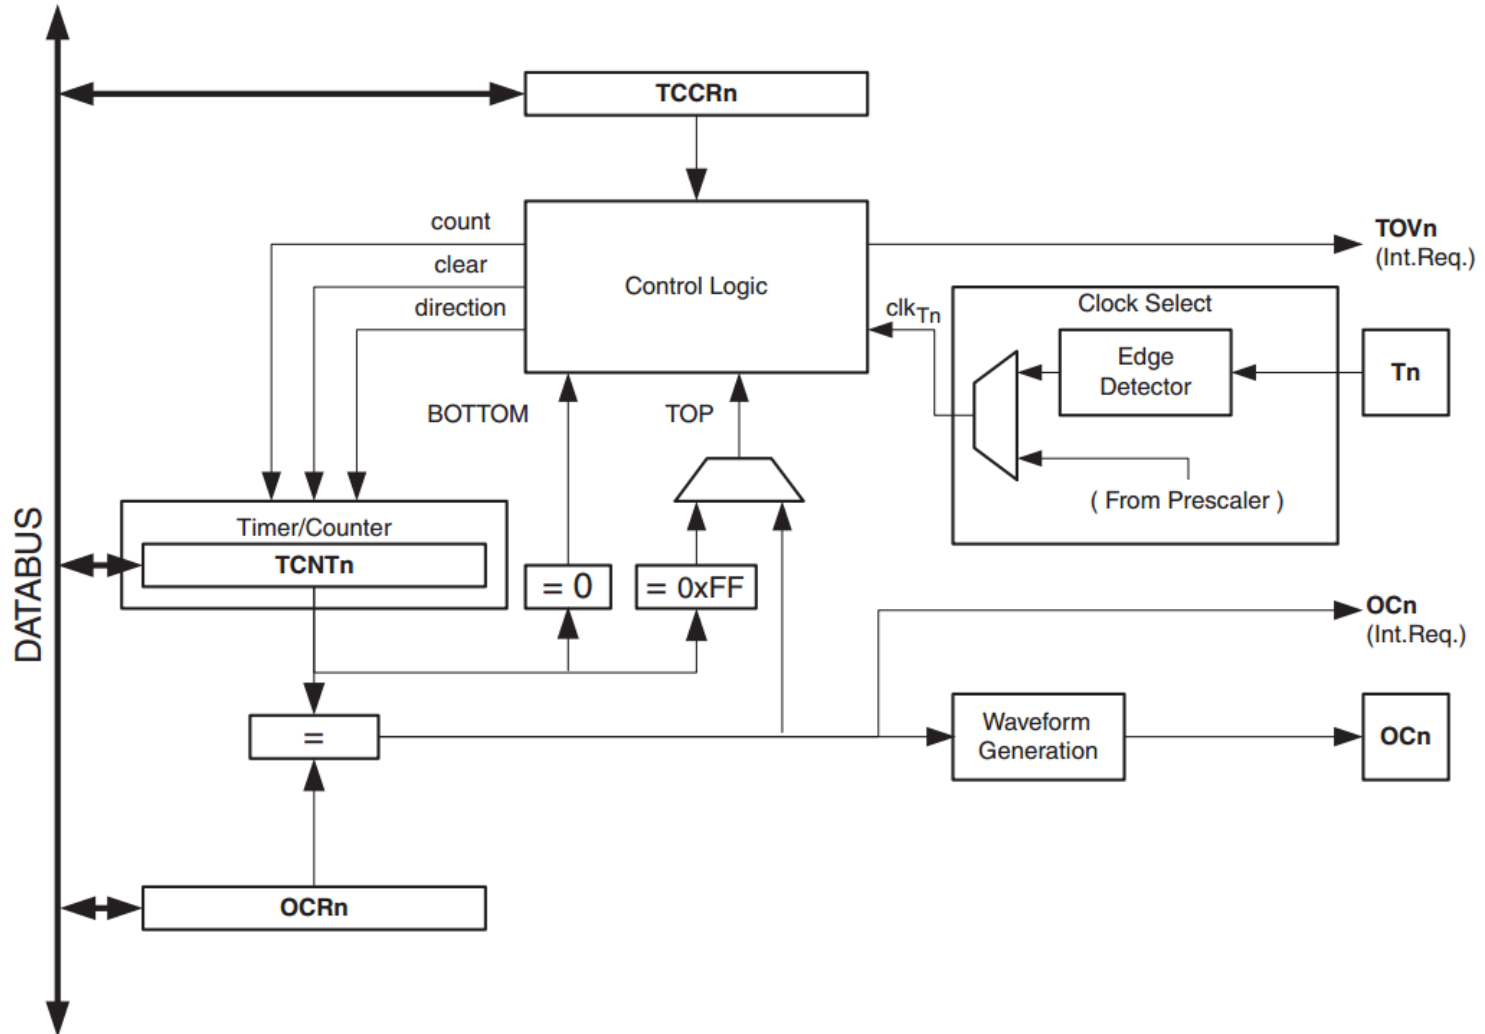 TCCRn
count
TOVn
(Int.Req.)
clear
Control Logic
direction
clkTn
Clock Select
Edge
Detector
Tn
BOTTOM
TOP
( From Prescaler )
DATABUS
Timer/Counter
TCNTn
= 0
= 0xFF
OCn
(Int.Req.)
=
Waveform
Generation
OCn
OCRn